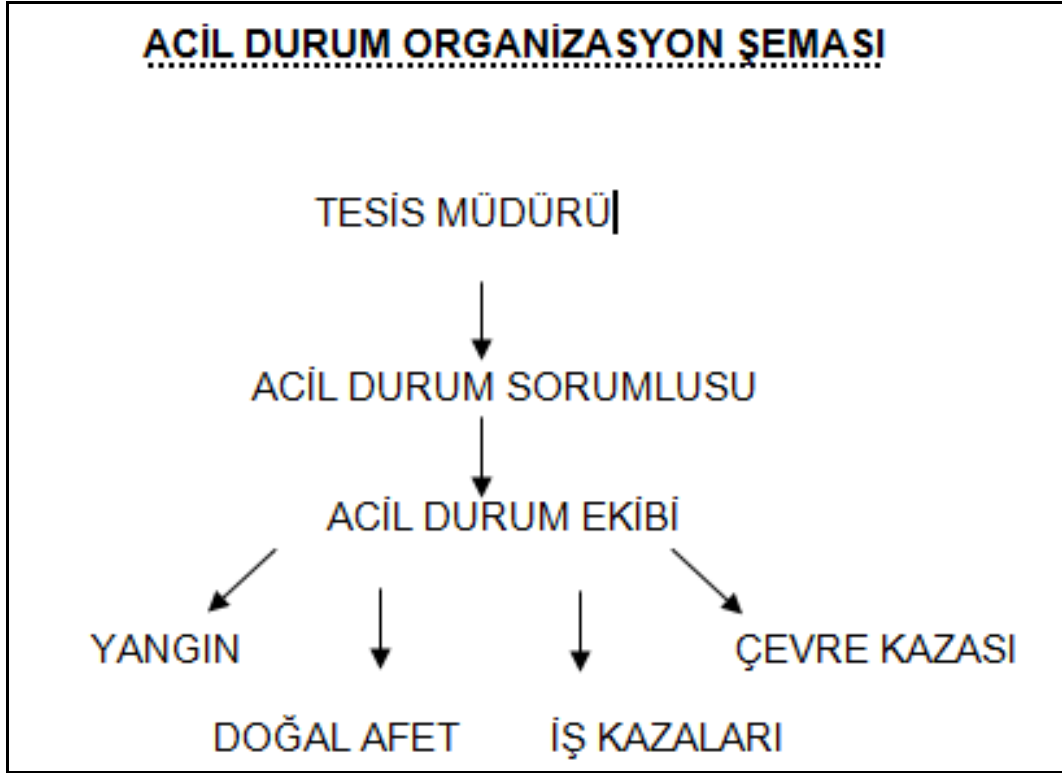 ACİL DURUM ORGANİZASYON ŞEMASI
TESİS MÜDÜRÜ
ACİL DURUM SORUMLUSU
ACİL DURUM EKİBİ
YANGIN
ÇEVRE KAZASI
DOĞAL AFET
İŞ KAZALARI